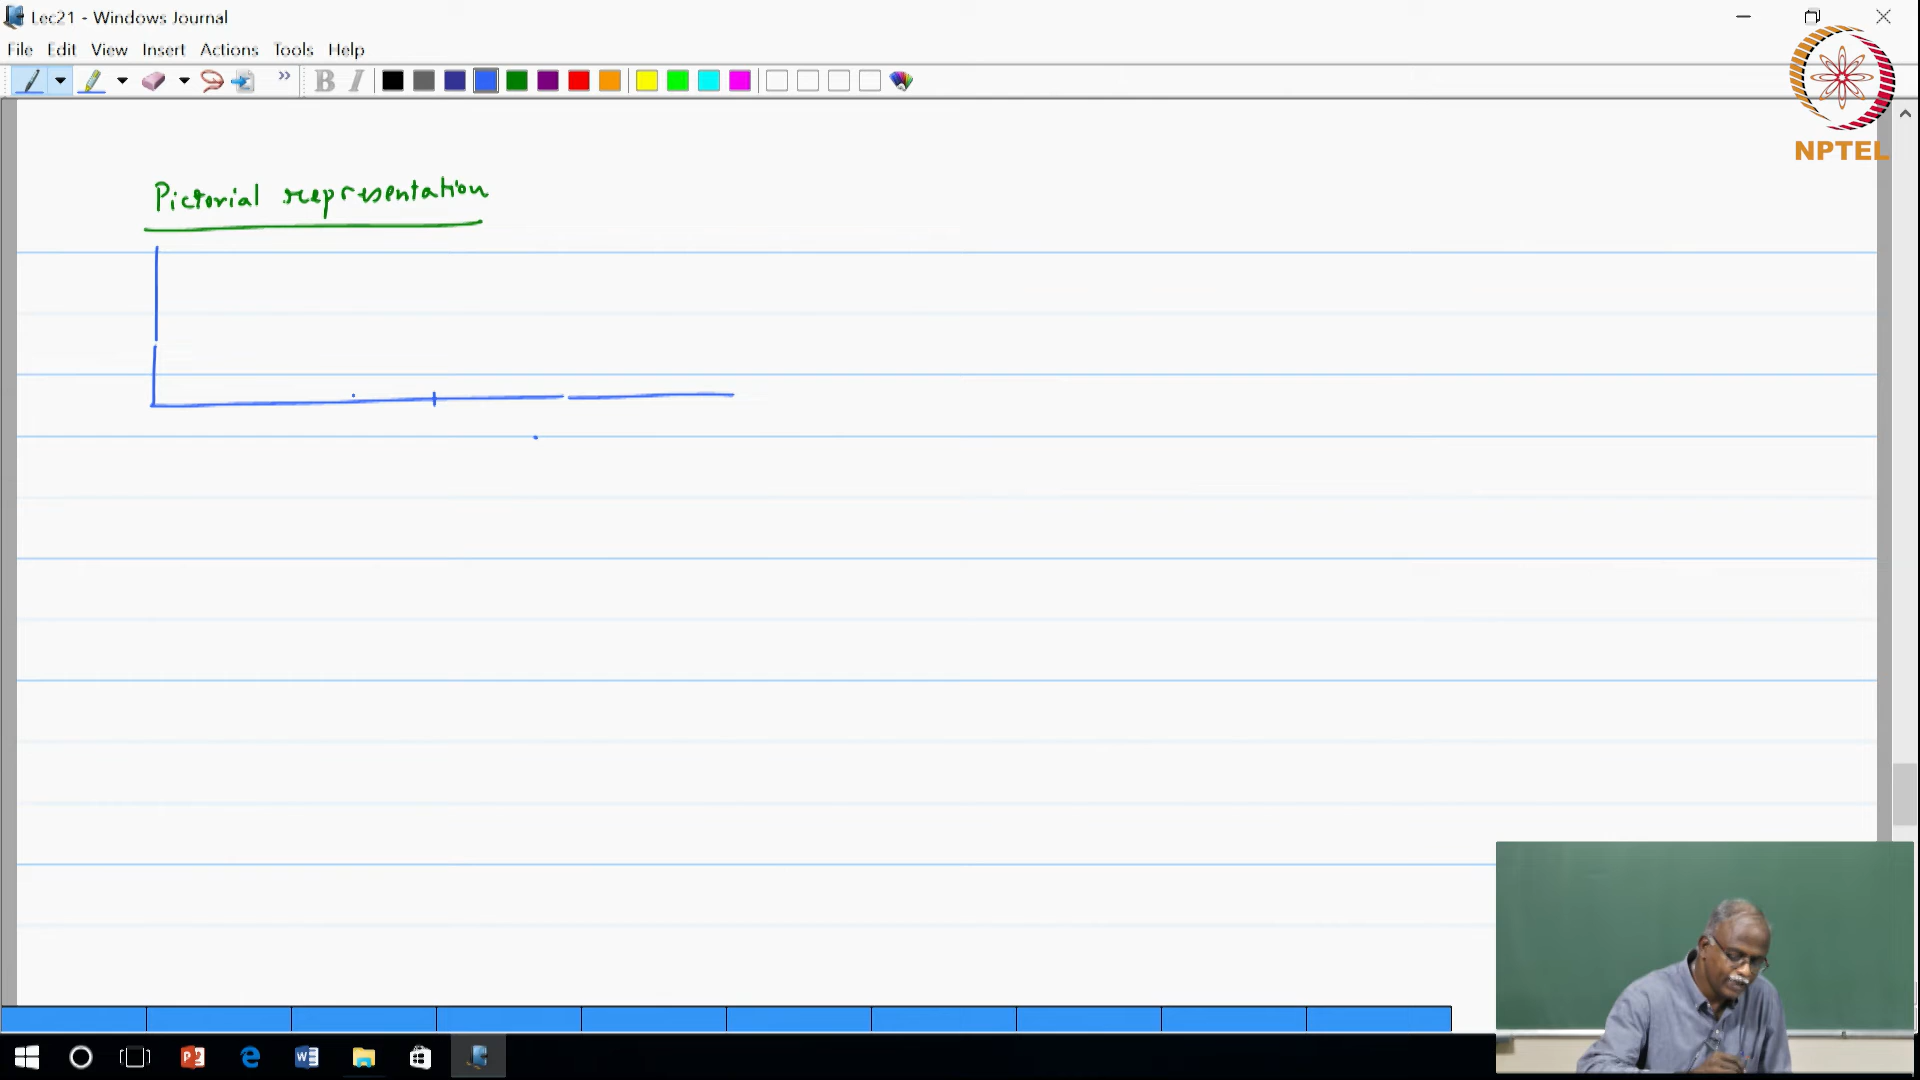 Lec21 - Windows Journal
File Edit View Insert Actions Tools Help
B I
NPTEL
Pictorial representation